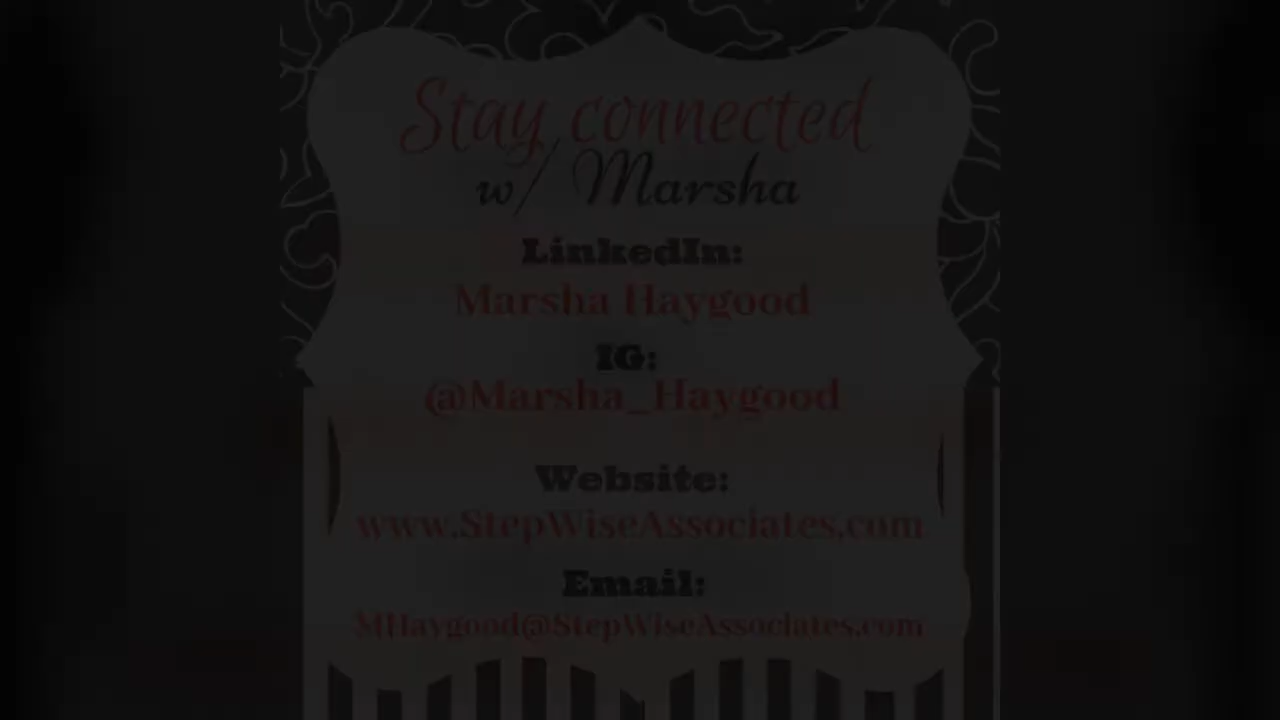 Stay connected
w/ Marsha
LinkedIn:
Marsha Haygood
IG:
@Marsha_Haygood
Website:
www.StepWiseAssociates.com
Email:
MHaygood@StepWiseAssociates.com